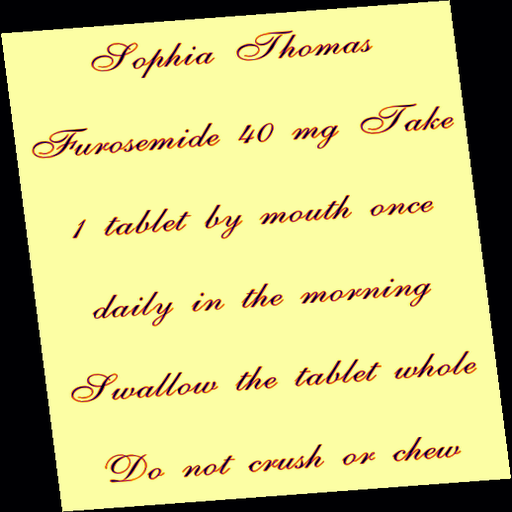 Sophia Thomas
Furosemide 40 mg Take
1 tablet by mouth once
daily in the morning
Swallow the tablet whole
Do not crush or chew